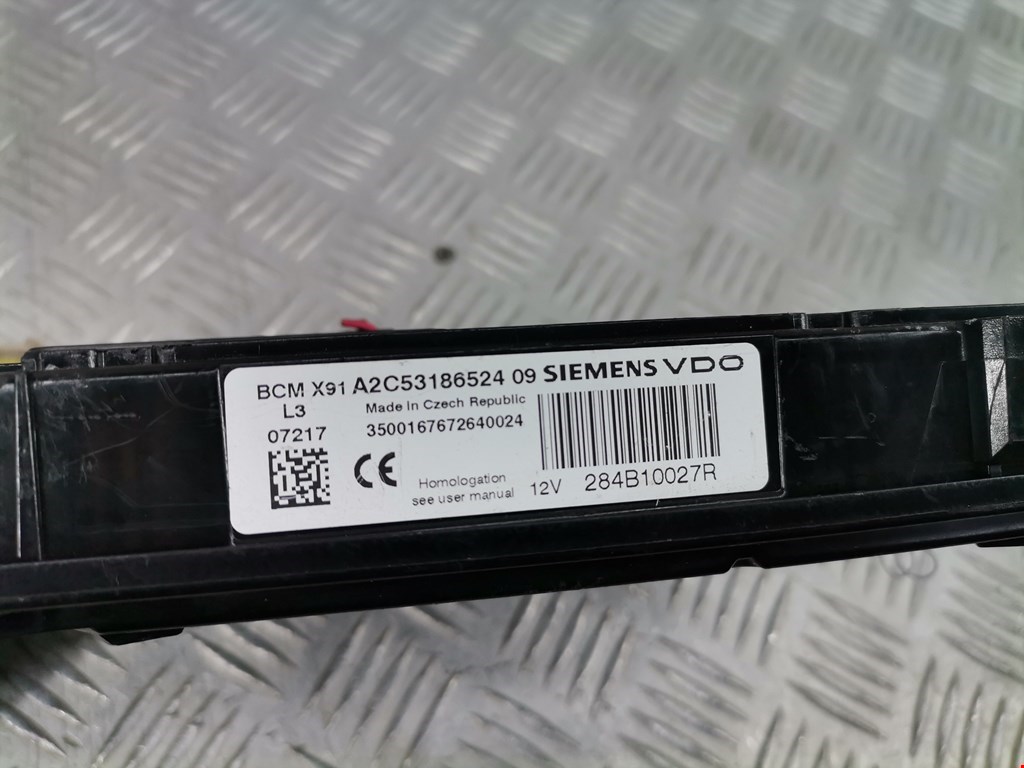 BCM X91 A2C53186524 09 SIEMENS VDO
L3 Made in Czech Republic
07217 3500167672640024
CE Homologation
see user manual 12V 284B10027R